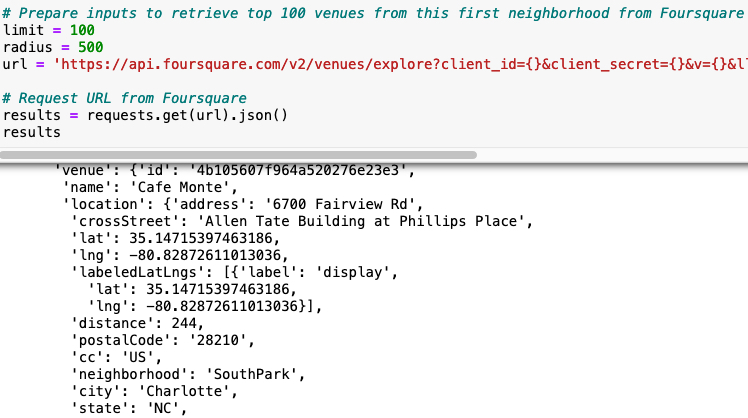 # Prepare inputs to retrieve top 100 venues from this first neighborhood from Foursquare
limit = 100
radius = 500
url = 'https://api.foursquare.com/v2/venues/explore?client_id={}&client_secret={}&v={}&ll
# Request URL from Foursquare
results = requests.get(url).json()
results
'venue': {'id': '4b105607f964a520276e23e3',
'name': 'Cafe Monte',
'location': {'address': '6700 Fairview Rd',
'crossStreet': 'Allen Tate Building at Phillips Place',
'lat': 35.14715397463186,
'lng': -80.82872611013036,
'labeledLatLngs': [{'label': 'display',
'lat': 35.14715397463186,
'lng': -80.82872611013036}],
'distance': 244,
'postalCode': '28210',
'cc': 'US',
'neighborhood': 'SouthPark',
'city': 'Charlotte',
'state': 'NC',